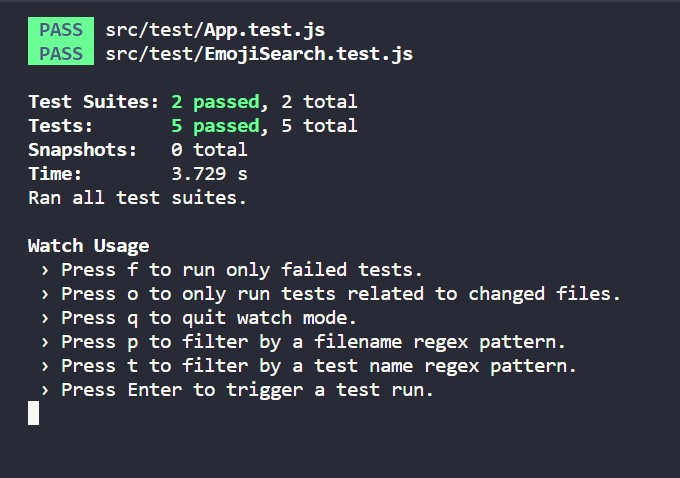 PASS src/test/App.test.js
PASS src/test/EmojiSearch.test.js
Test Suites: 2 passed, 2 total
Tests: 5 passed, 5 total
Snapshots: 0 total
Time: 3.729 s
Ran all test suites.
Watch Usage
› Press f to run only failed tests.
› Press o to only run tests related to changed files.
› Press q to quit watch mode.
› Press p to filter by a filename regex pattern.
› Press t to filter by a test name regex pattern.
› Press Enter to trigger a test run.